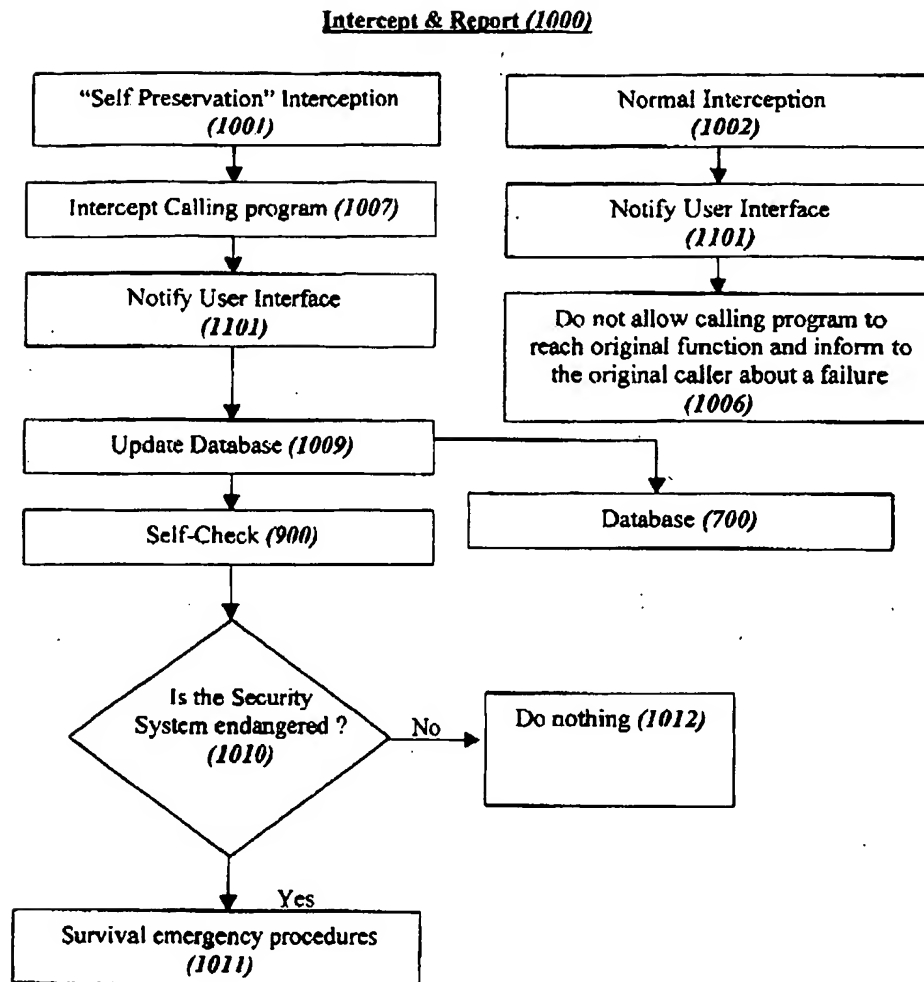 Intercept & Report (1000)
"Self Preservation" Interception
(1001)
Intercept Calling program (1007)
Notify User Interface
(1101)
Update Database (1009)
Self-Check (900)
Is the Security
System endangered ?
(1010)
No
Do nothing (1012)
Yes
Survival emergency procedures
(1011)
Normal Interception
(1002)
Notify User Interface
(1101)
Do not allow calling program to
reach original function and inform to
the original caller about a failure
(1006)
Database (700)